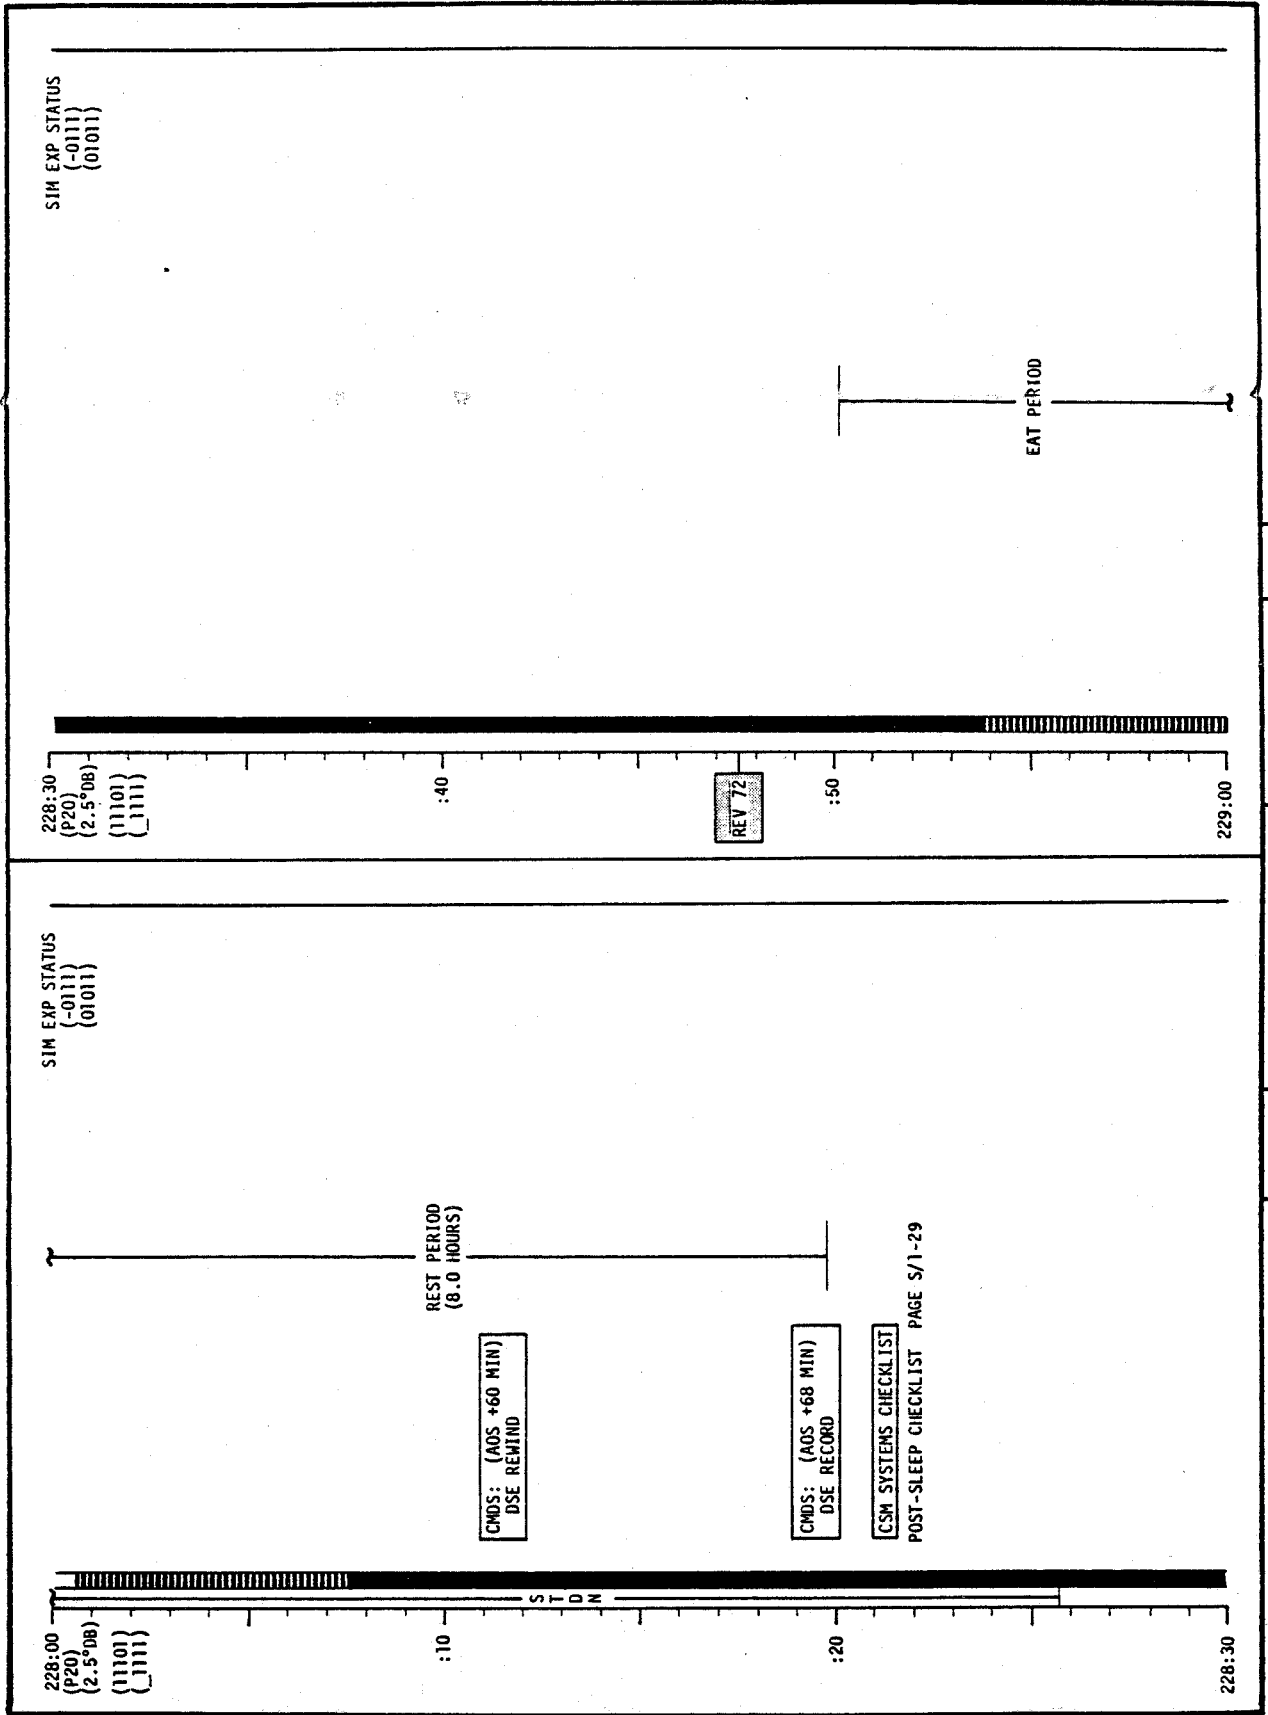 228:00
(P20)
(2.5°DB)
(11101)
(_1111)
SIM EXP STATUS
(-0111)
(01011)
:10
:20
228:30
S
T
D
N
REST PERIOD
(8.0 HOURS)
CMDS: (AOS +60 MIN)
DSE REWIND
CMDS: (AOS +68 MIN)
DSE RECORD
CSM SYSTEMS CHECKLIST
POST-SLEEP CHECKLIST PAGE S/1-29
228:30
(P20)
(2.5°DB)
(11101)
(_1111)
SIM EXP STATUS
(-0111)
(01011)
:40
REV 72
:50
EAT PERIOD
229:00